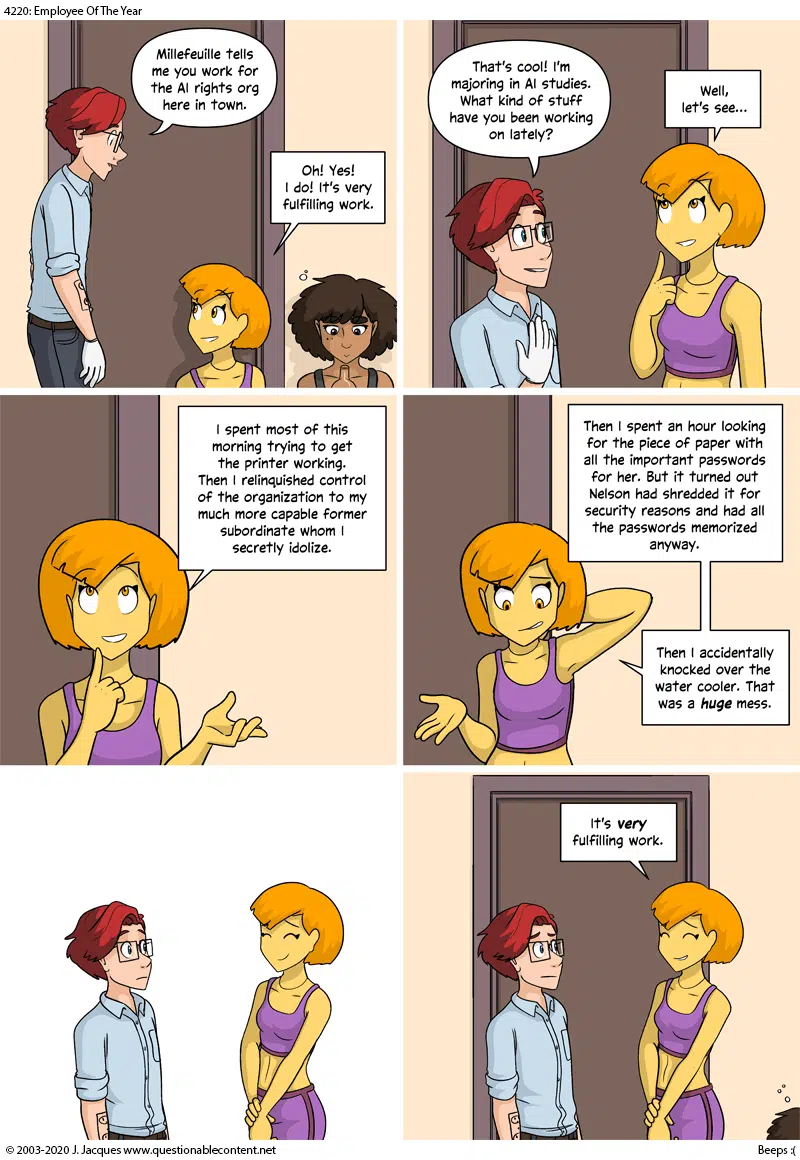 4220: Employee Of The Year
Millefeuille tells
me you work for
the AI rights org
here in town.
Oh! Yes!
I do! It's very
fulfilling work.
That's cool! I'm
majoring in AI studies.
What kind of stuff
have you been working
on lately?
Well,
let's see...
I spent most of this
morning trying to get
the printer working.
Then I relinquished control
of the organization to my
much more capable former
subordinate whom I
secretly idolize.
Then I spent an hour looking
for the piece of paper with
all the important passwords
for her. But it turned out
Nelson had shredded it for
security reasons and had all
the passwords memorized
anyway.
Then I accidentally
knocked over the
water cooler. That
was a huge mess.
It's very
fulfilling work.
© 2003-2020 J. Jacques www.questionablecontent.net
Beeps :(